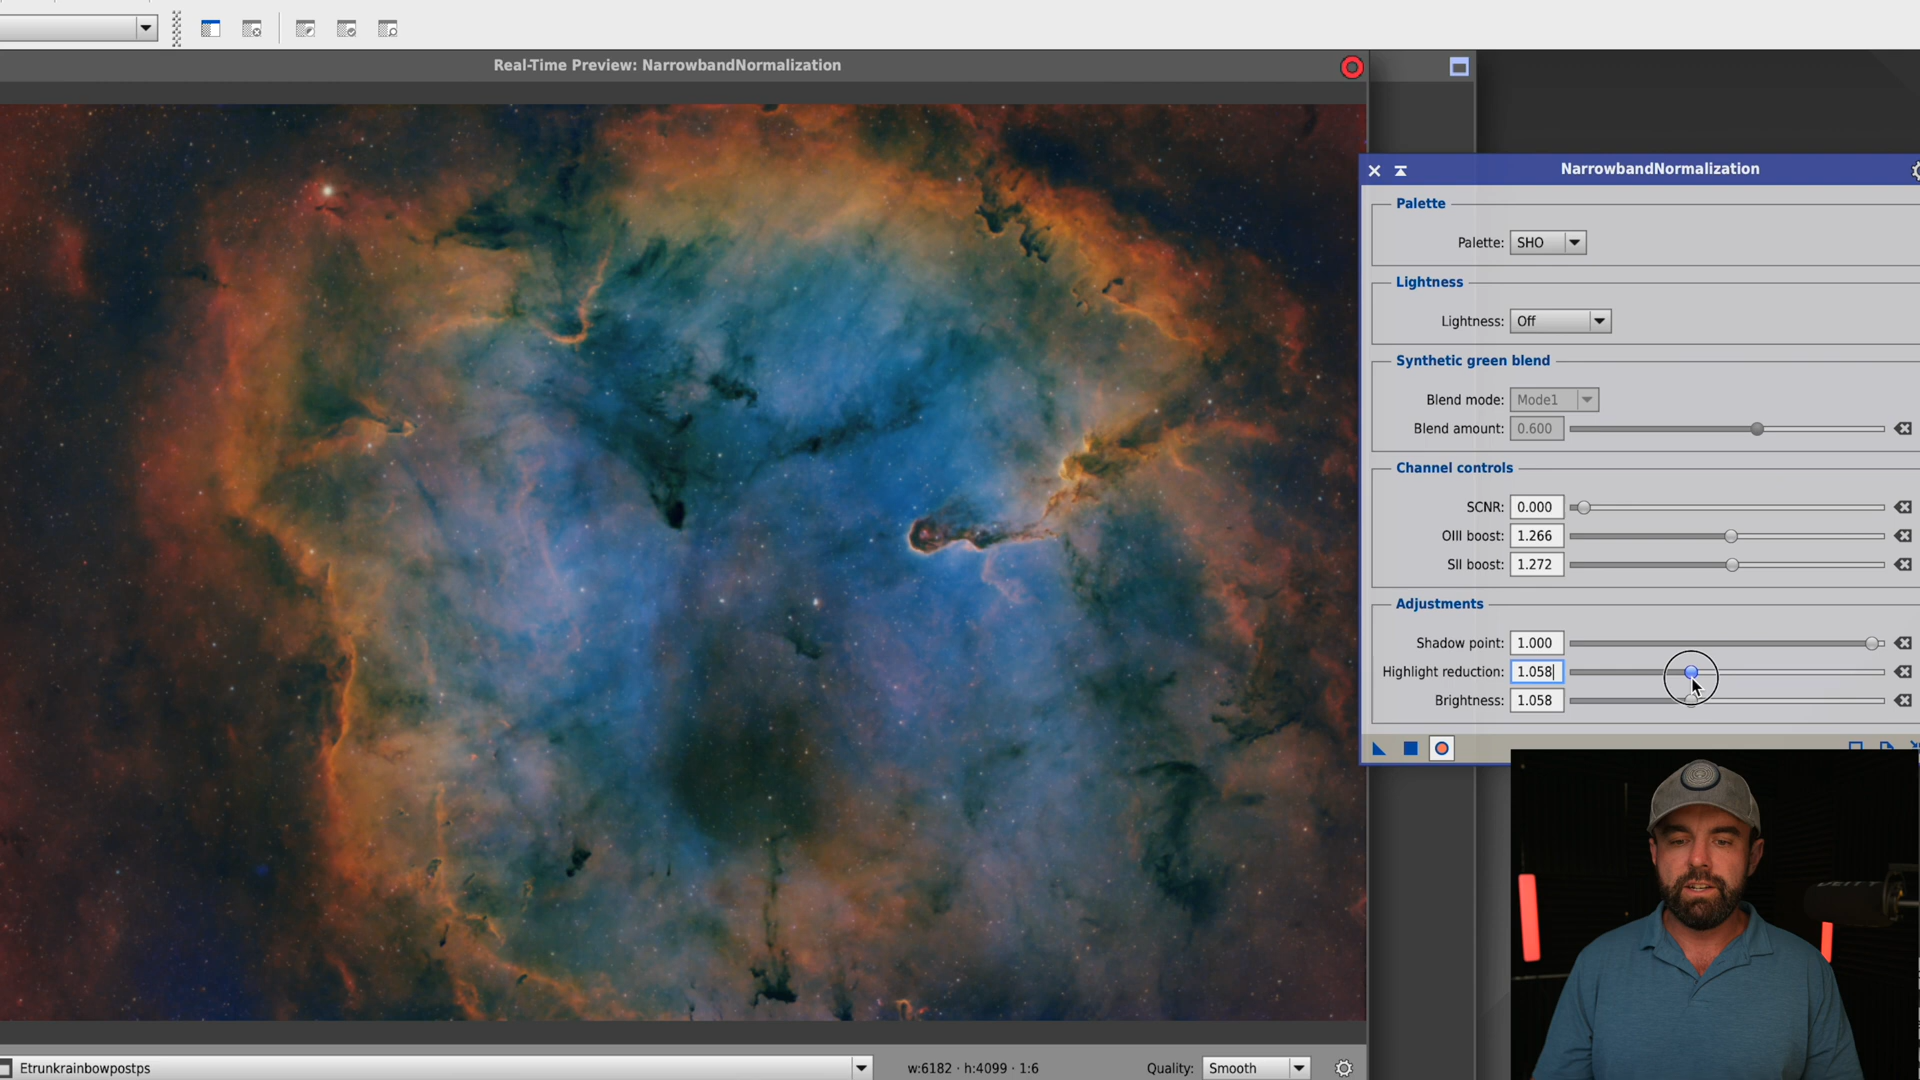 Real-Time Preview: NarrowbandNormalization
NarrowbandNormalization
Palette
Palette: SHO
Lightness
Lightness: Off
Synthetic green blend
Blend mode: Mode1
Blend amount: 0.600
Channel controls
SCNR: 0.000
OIII boost: 1.266
SII boost: 1.272
Adjustments
Shadow point: 1.000
Highlight reduction: 1.058
Brightness: 1.058
Etrunkrainbowpostps
w:6182 · h:4099 · 1:6
Quality: Smooth